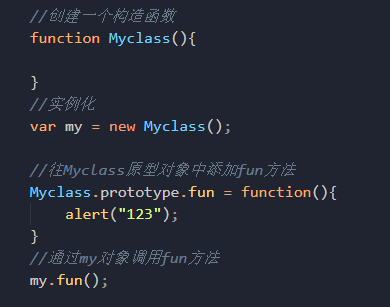 //创建一个构造函数
function Myclass(){
}
//实例化
var my = new Myclass();
//往Myclass原型对象中添加fun方法
Myclass.prototype.fun = function(){
alert("123");
}
//通过my对象调用fun方法
my.fun();